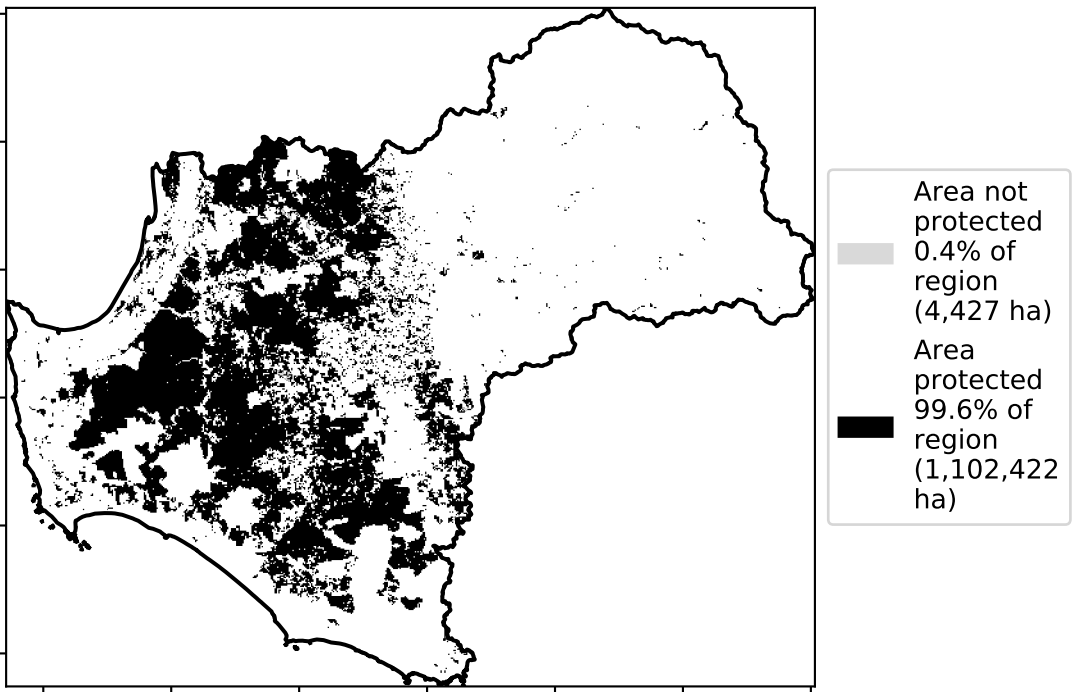 Area not
protected
0.4% of
region
(4,427 ha)
Area
protected
99.6% of
region
(1,102,422
ha)